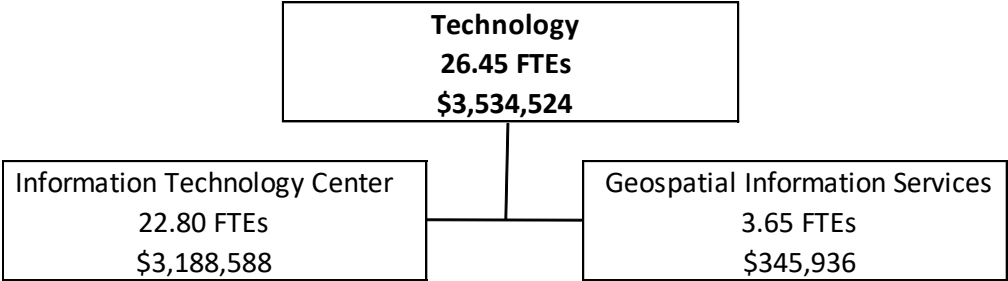 Technology
26.45 FTEs
$3,534,524
Information Technology Center
22.80 FTEs
$3,188,588
Geospatial Information Services
3.65 FTEs
$345,936